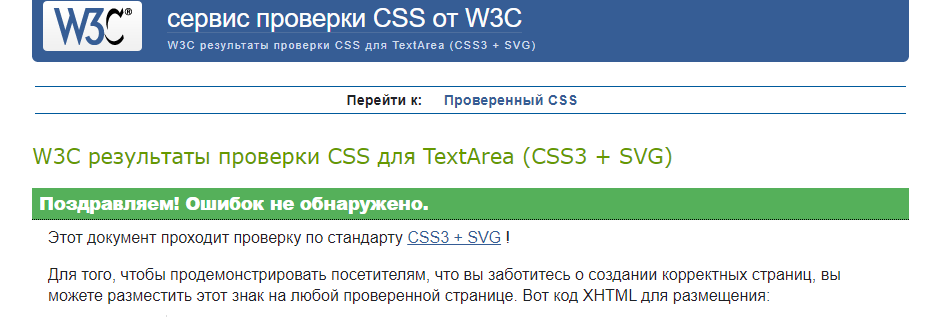 W3C®
сервис проверки CSS от W3C
W3C результаты проверки CSS для TextArea (CSS3 + SVG)
Перейти к: Проверенный CSS
W3C результаты проверки CSS для TextArea (CSS3 + SVG)
Поздравляем! Ошибок не обнаружено.
Этот документ проходит проверку по стандарту CSS3 + SVG !
Для того, чтобы продемонстрировать посетителям, что вы заботитесь о создании корректных страниц, вы
можете разместить этот знак на любой проверенной странице. Вот код XHTML для размещения: